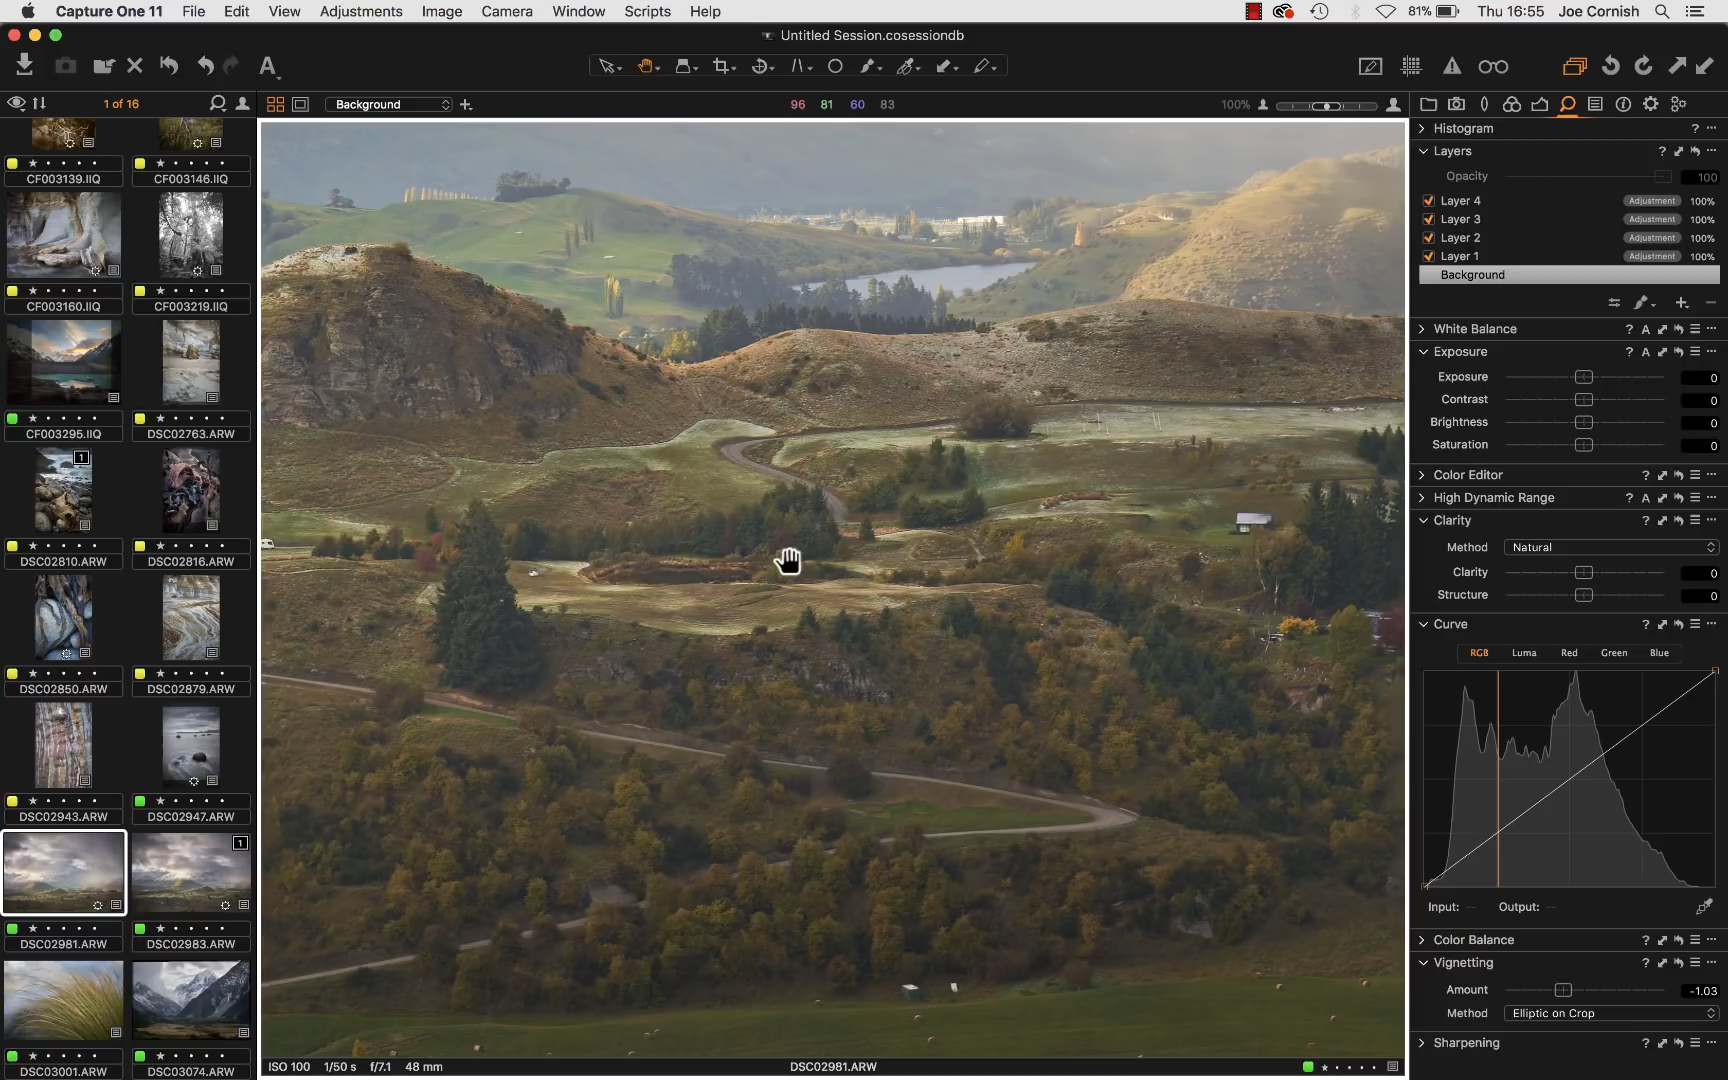 Capture One 11 File Edit View Adjustments Image Camera Window Scripts Help 81% Thu 16:55 Joe Cornish
Untitled Session.cosessiondb
A
1 of 16
Background
96 81 60 83
100%
Histogram
Layers
Opacity 100
Layer 4 Adjustment 100%
Layer 3 Adjustment 100%
Layer 2 Adjustment 100%
Layer 1 Adjustment 100%
Background
White Balance
Exposure
Exposure 0
Contrast 0
Brightness 0
Saturation 0
Color Editor
High Dynamic Range
Clarity
Method Natural
Clarity 0
Structure 0
Curve
RGB Luma Red Green Blue
Input: Output:
Color Balance
Vignetting
Amount -1.03
Method Elliptic on Crop
Sharpening
CF003139.IIQ CF003146.IIQ
CF003160.IIQ CF003219.IIQ
CF003295.IIQ DSC02763.ARW
1
DSC02810.ARW DSC02816.ARW
DSC02850.ARW DSC02879.ARW
DSC02943.ARW DSC02947.ARW
1
DSC02981.ARW DSC02983.ARW
DSC03001.ARW DSC03074.ARW
ISO 100 1/50 s f/7.1 48 mm DSC02981.ARW